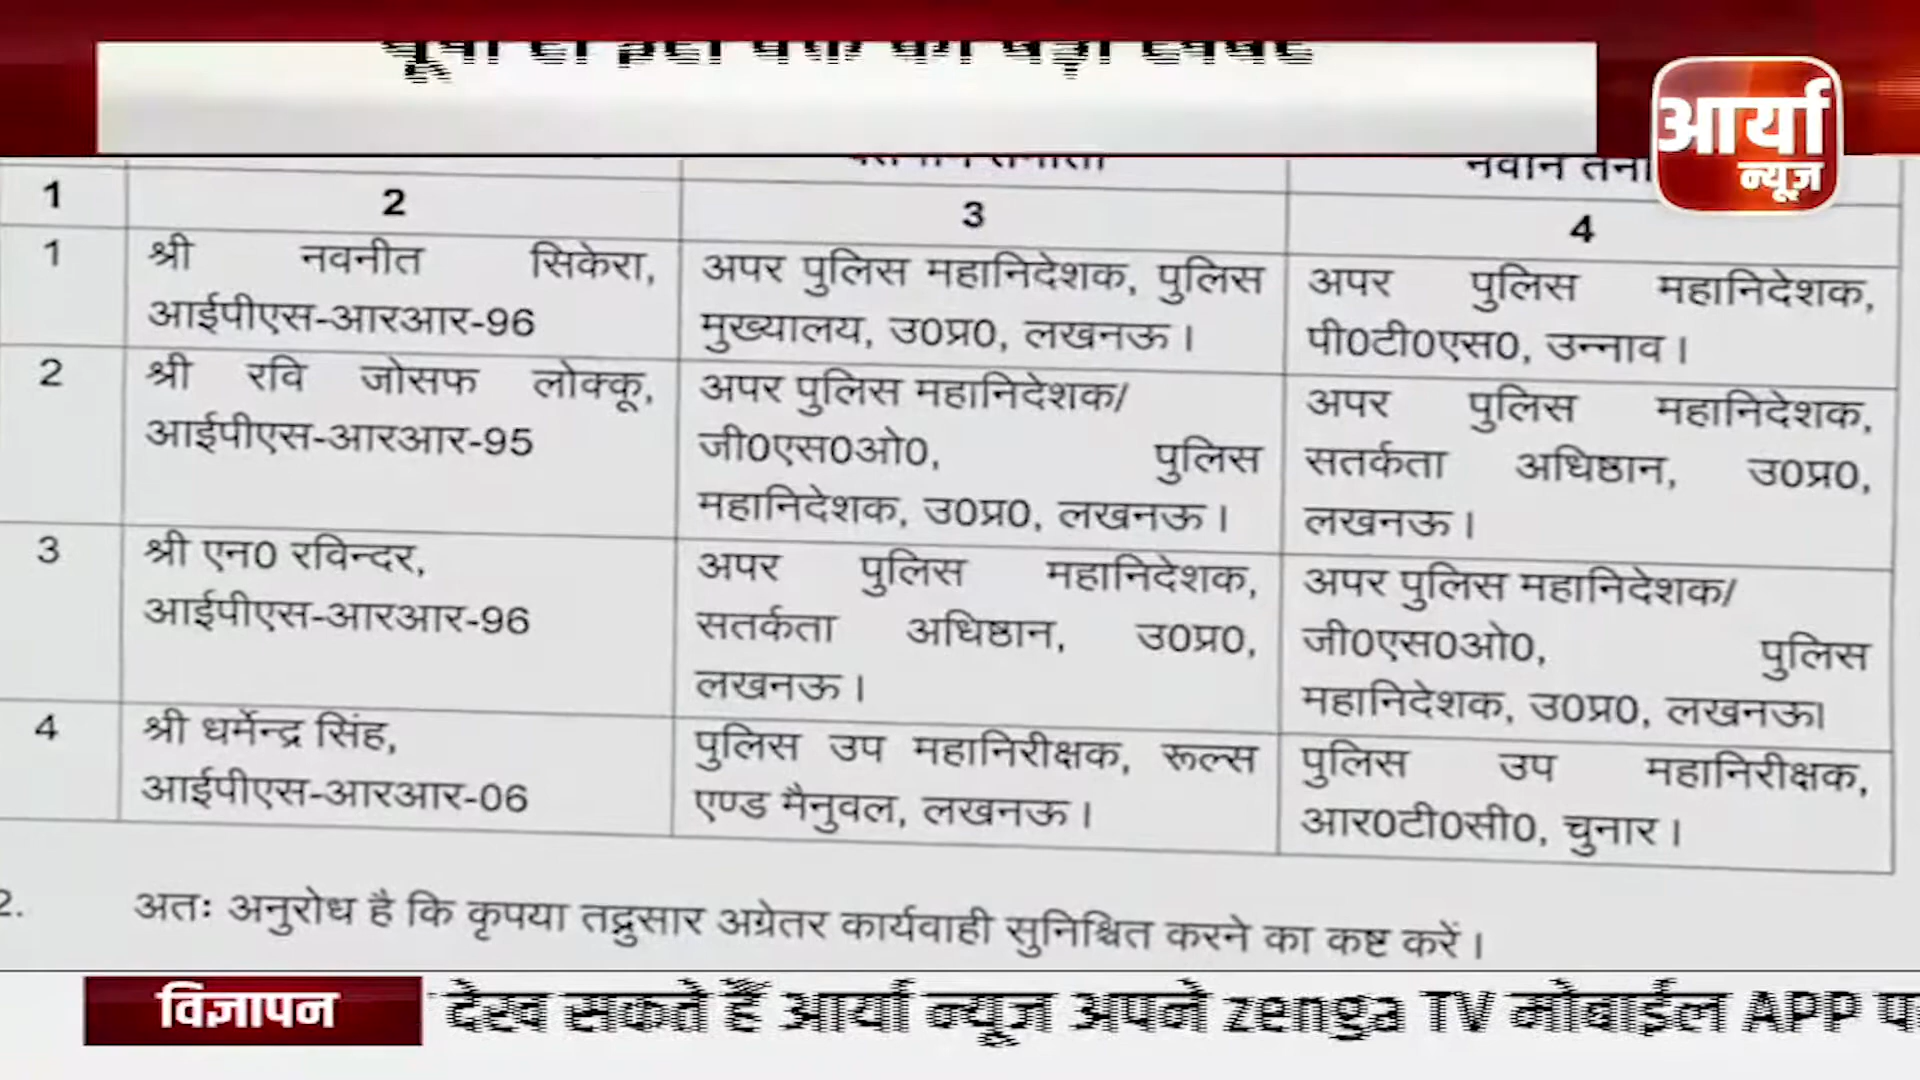 आर्या
न्यूज़
1 2 3 4
1 श्री नवनीत सिकेरा, अपर पुलिस महानिदेशक, पुलिस अपर पुलिस महानिदेशक,
आईपीएस-आरआर-96 मुख्यालय, उ0प्र0, लखनऊ। पी0टी0एस0, उन्नाव।
2 श्री रवि जोसफ लोक्कू, अपर पुलिस महानिदेशक/ अपर पुलिस महानिदेशक,
आईपीएस-आरआर-95 जी0एस0ओ0, पुलिस सतर्कता अधिष्ठान, उ0प्र0,
महानिदेशक, उ0प्र0, लखनऊ। लखनऊ।
3 श्री एन0 रविन्दर, अपर पुलिस महानिदेशक, अपर पुलिस महानिदेशक/
आईपीएस-आरआर-96 सतर्कता अधिष्ठान, उ0प्र0, जी0एस0ओ0, पुलिस
लखनऊ। महानिदेशक, उ0प्र0, लखनऊ।
4 श्री धर्मेन्द्र सिंह, पुलिस उप महानिरीक्षक, रूल्स पुलिस उप महानिरीक्षक,
आईपीएस-आरआर-06 एण्ड मैनुवल, लखनऊ। आर0टी0सी0, चुनार।
2. अतः अनुरोध है कि कृपया तद्नुसार अग्रेतर कार्यवाही सुनिश्चित करने का कष्ट करें।
विज्ञापन देख सकते हैं आर्या न्यूज अपने zenga TV मोबाईल APP